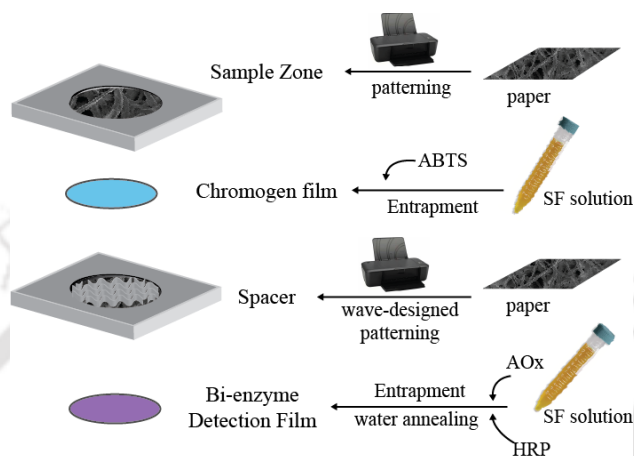 Sample Zone
patterning
paper
Chromogen film
ABTS
Entrapment
SF solution
Spacer
wave-designed
patterning
paper
Bi-enzyme
Detection Film
Entrapment
water annealing
AOx
HRP
SF solution